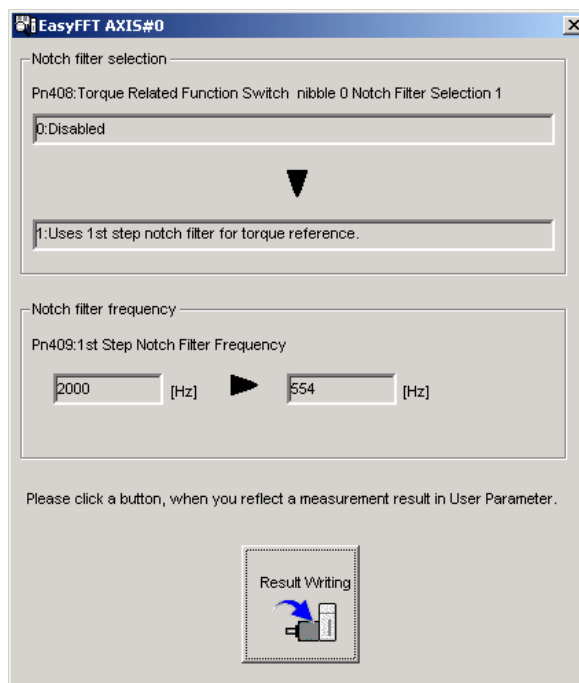 EasyFFT AXIS#0
Notch filter selection
Pn408:Torque Related Function Switch nibble 0 Notch Filter Selection 1
0:Disabled
1:Uses 1st step notch filter for torque reference.
Notch filter frequency
Pn409:1st Step Notch Filter Frequency
2000 [Hz] 554 [Hz]
Please click a button, when you reflect a measurement result in User Parameter.
Result Writing